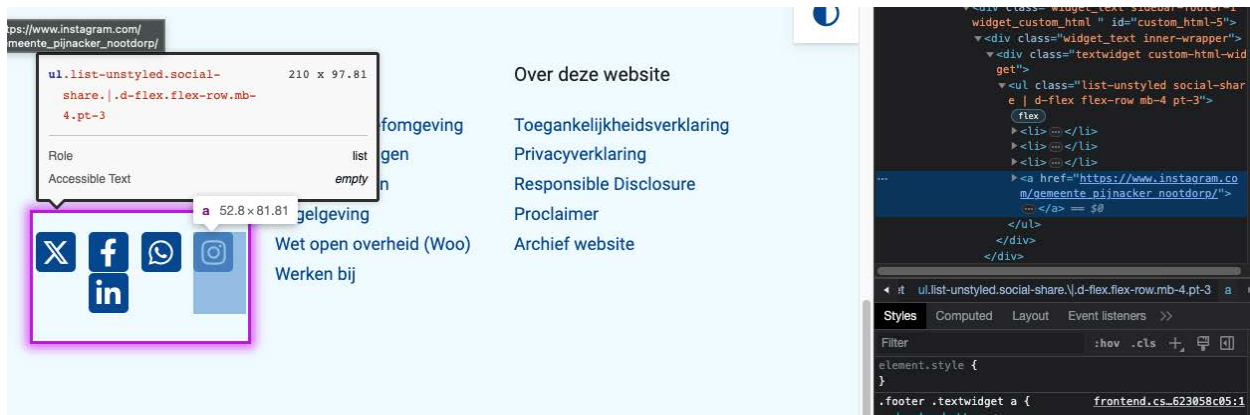 tps://www.instagram.com/
emeente_pijnacker_nootdorp/
ul.list-unstyled.social-
share.|.d-flex.flex-row.mb-
4.pt-3
210 x 97.81
Role list
Accessible Text empty
a 52.8×81.81
X
f
in
fomgeving
gen
n
gelgeving
Wet open overheid (Woo)
Werken bij
Over deze website
Toegankelijkheidsverklaring
Privacyverklaring
Responsible Disclosure
Proclaimer
Archief website
<div class="widget_text sidebar-footer-1
widget_custom_html " id="custom_html-5">
▼<div class="widget_text inner-wrapper">
▼<div class="textwidget custom-html-wid
get">
▼<ul class="list-unstyled social-shar
e | d-flex flex-row mb-4 pt-3">
flex
▶<li>…</li>
▶<li>…</li>
▶<li>…</li>
… ▶<a href="https://www.instagram.co
m/gemeente_pijnacker_nootdorp/">
…</a> == $0
</ul>
</div>
</div>
ul.list-unstyled.social-share.\|.d-flex.flex-row.mb-4.pt-3 a
Styles Computed Layout Event listeners >>
Filter :hov .cls +
element.style {
}
.footer .textwidget a { frontend.cs…623058c05:1